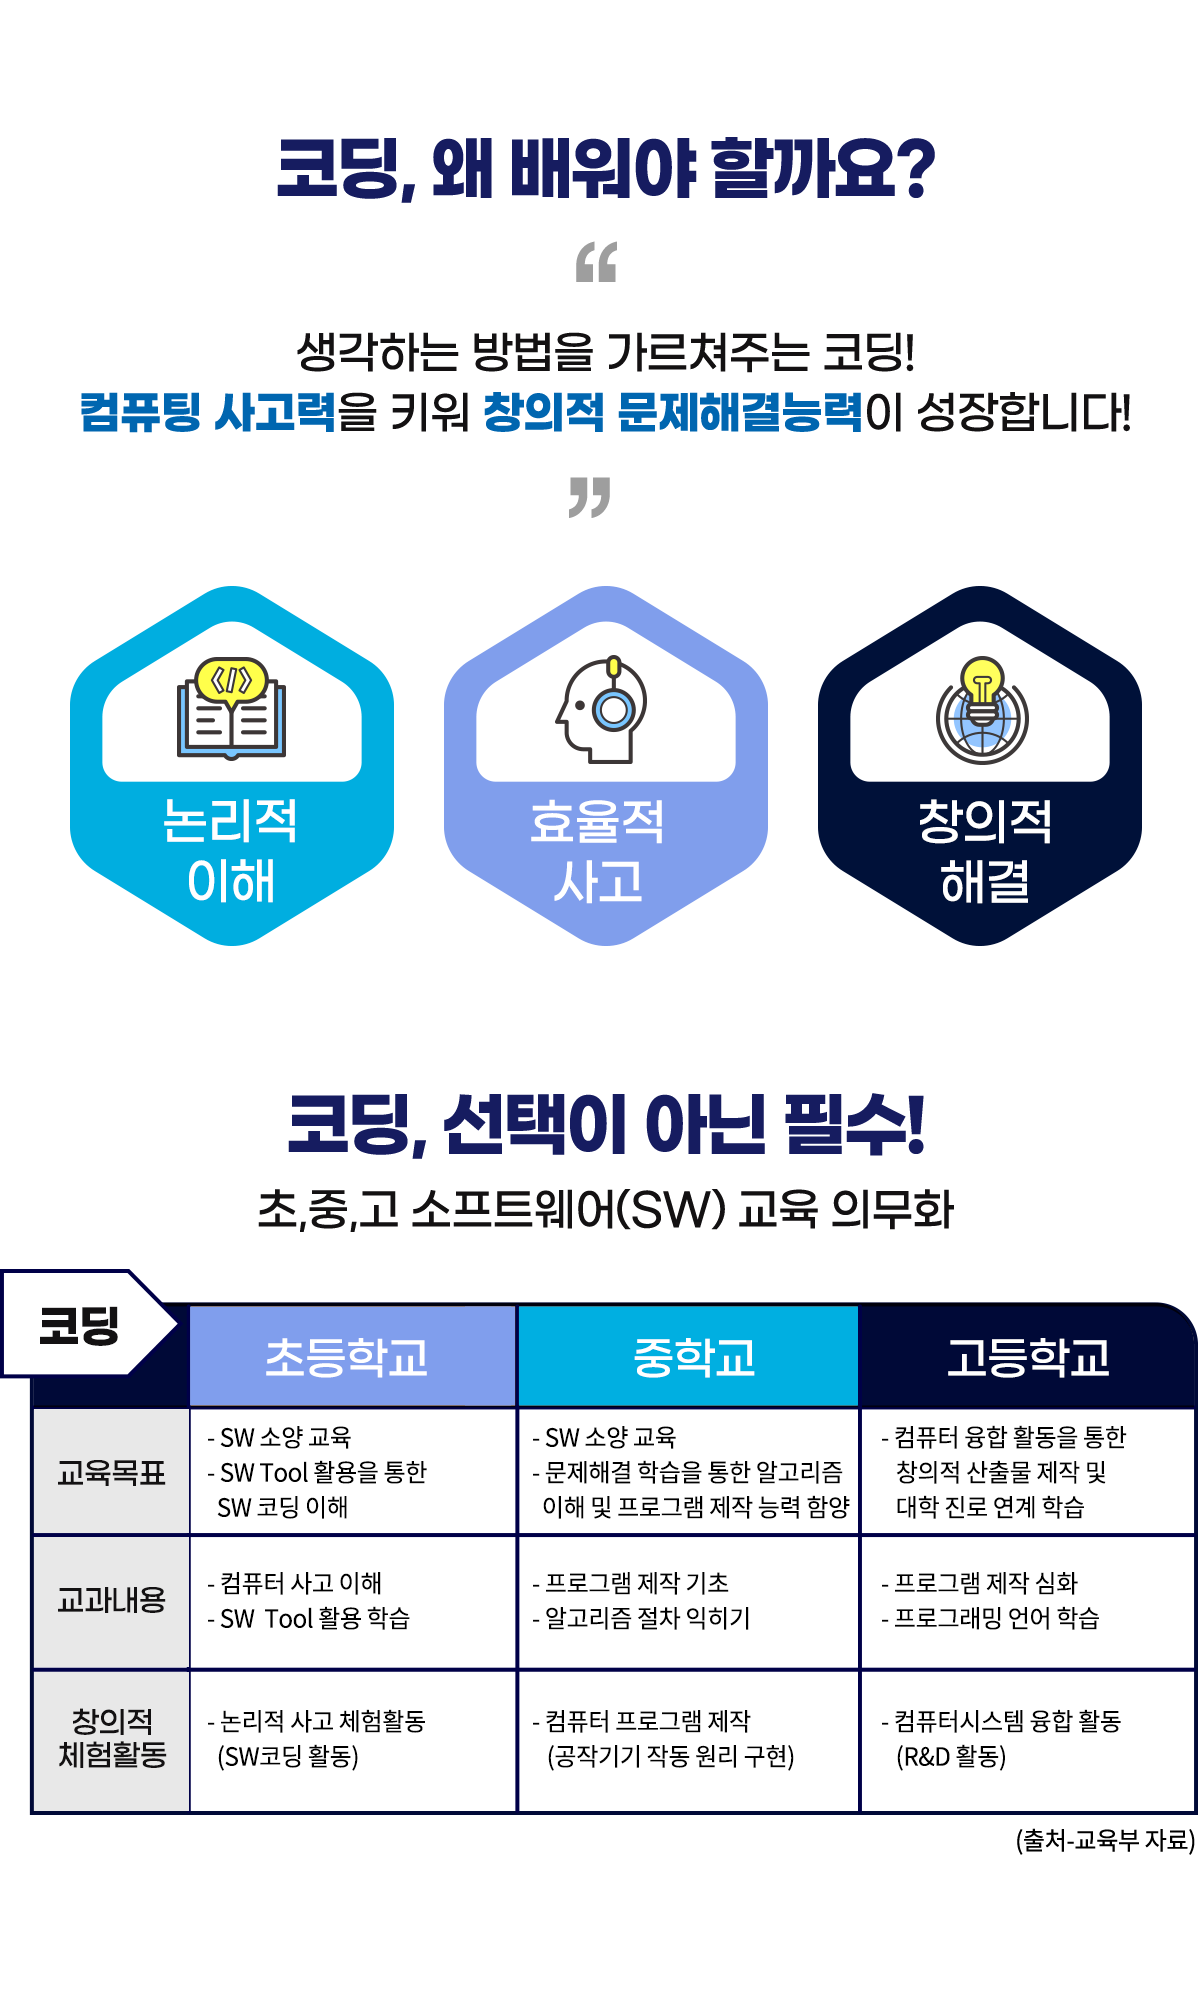 코딩, 왜 배워야 할까요?
“
생각하는 방법을 가르쳐주는 코딩!
컴퓨팅 사고력을 키워 창의적 문제해결능력이 성장합니다!
”
</>
논리적
이해
효율적
사고
창의적
해결
코딩, 선택이 아닌 필수!
초,중,고 소프트웨어(SW) 교육 의무화
코딩
초등학교
중학교
고등학교
교육목표
- SW 소양 교육
- SW Tool 활용을 통한
SW 코딩 이해
- SW 소양 교육
- 문제해결 학습을 통한 알고리즘
이해 및 프로그램 제작 능력 함양
- 컴퓨터 융합 활동을 통한
창의적 산출물 제작 및
대학 진로 연계 학습
교과내용
- 컴퓨터 사고 이해
- SW Tool 활용 학습
- 프로그램 제작 기초
- 알고리즘 절차 익히기
- 프로그램 제작 심화
- 프로그래밍 언어 학습
창의적
체험활동
- 논리적 사고 체험활동
(SW코딩 활동)
- 컴퓨터 프로그램 제작
(공작기기 작동 원리 구현)
- 컴퓨터시스템 융합 활동
(R&D 활동)
(출처-교육부 자료)